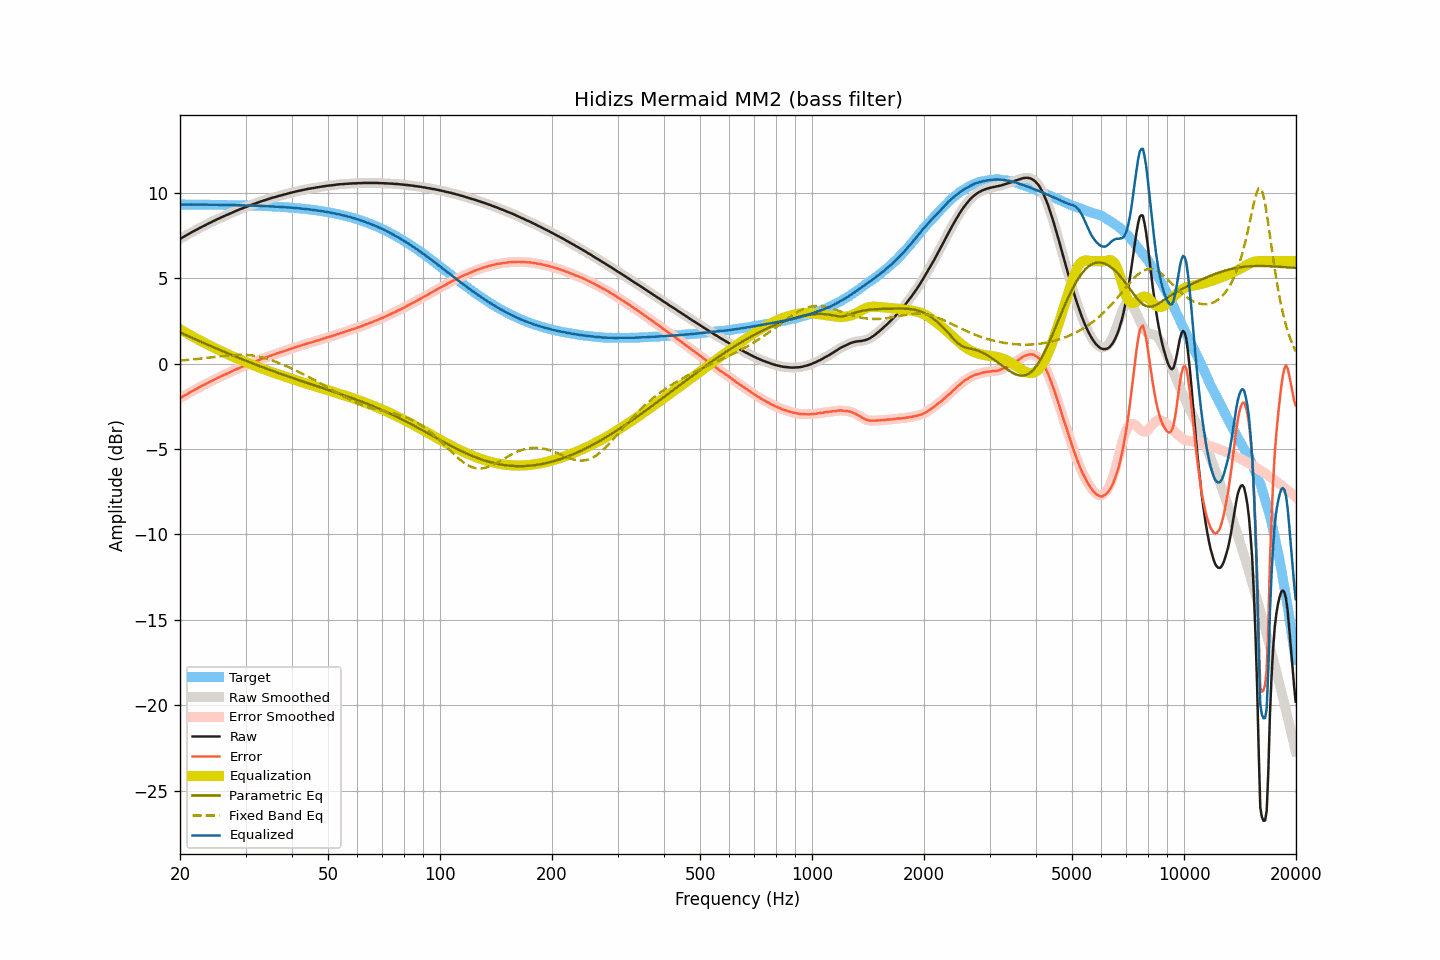 Hidizs Mermaid MM2 (bass filter)
Amplitude (dBr)
10
5
0
−5
−10
−15
−20
−25
Target
Raw Smoothed
Error Smoothed
Raw
Error
Equalization
Parametric Eq
Fixed Band Eq
Equalized
20 50 100 200 500 1000 2000 5000 10000 20000
Frequency (Hz)